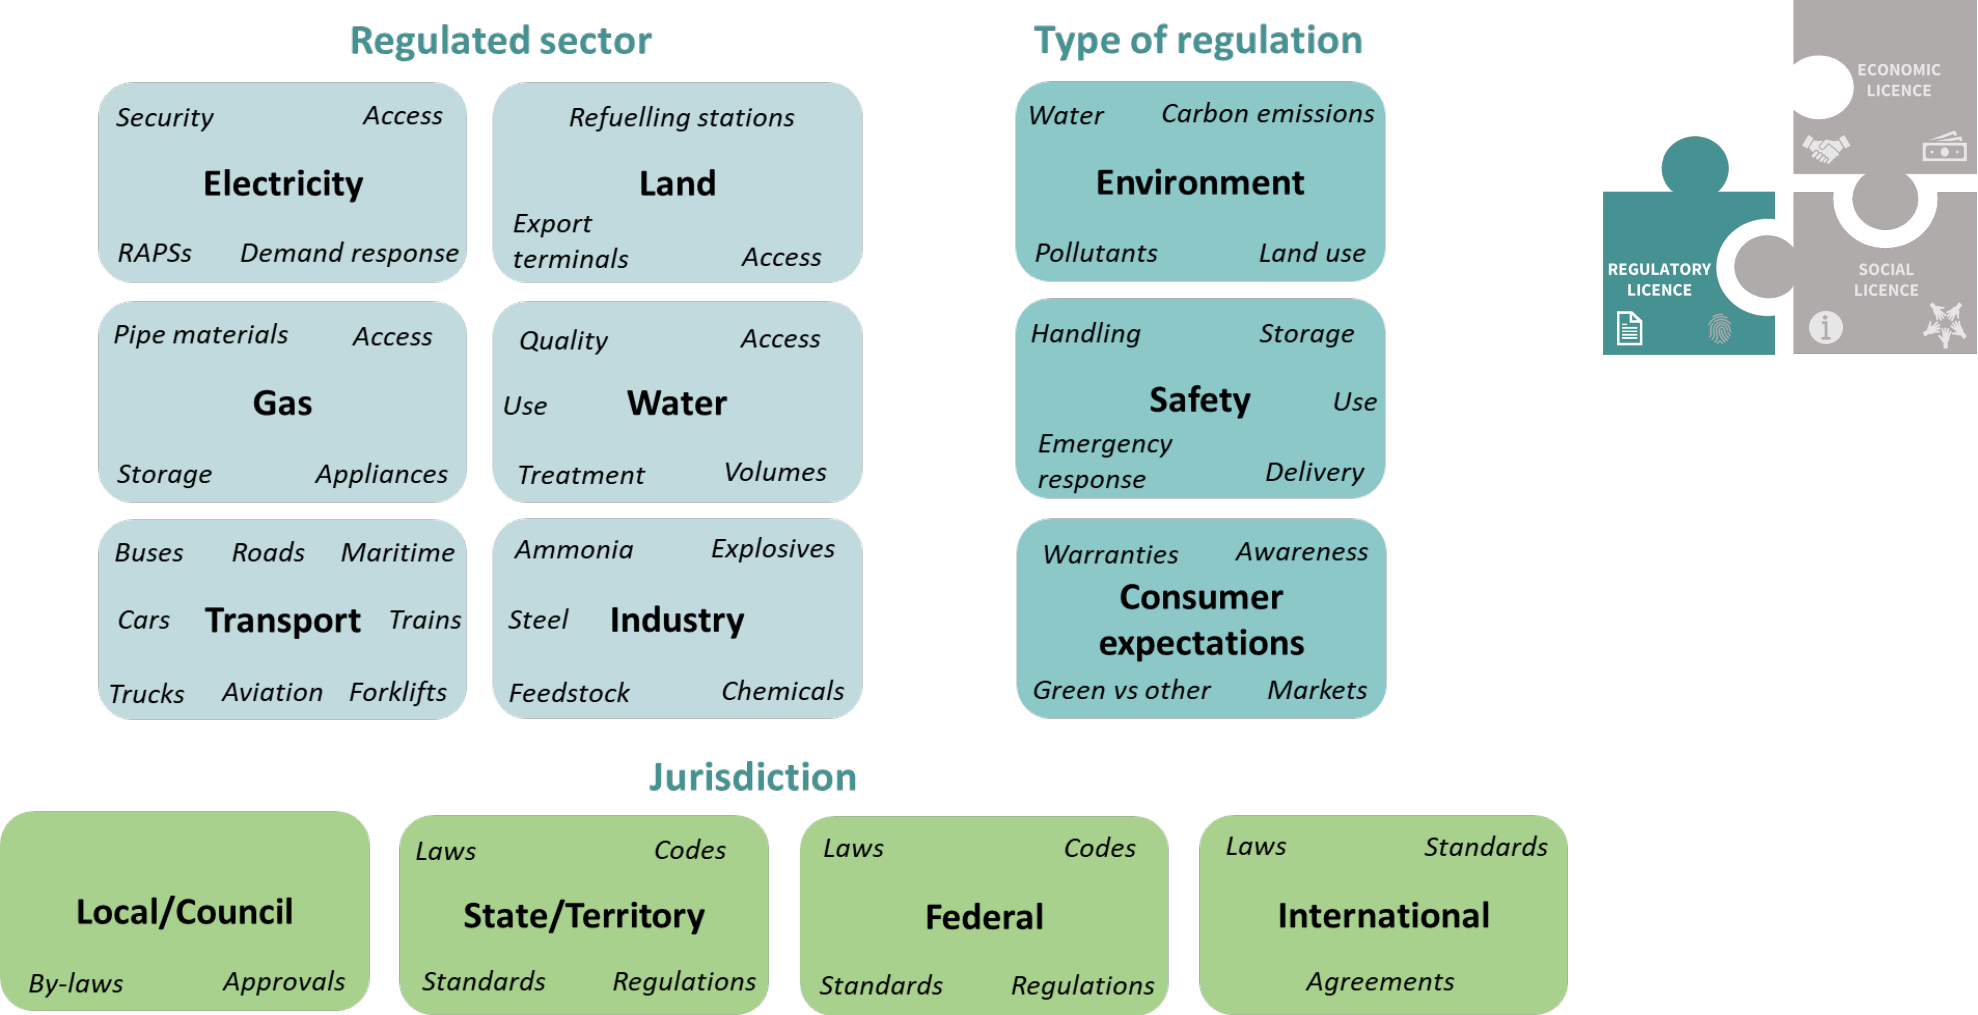 Regulated sector
Security Access
Electricity
RAPSs Demand response
Refuelling stations
Land
Export
terminals Access
Pipe materials Access
Gas
Storage Appliances
Quality Access
Use Water
Treatment Volumes
Buses Roads Maritime
Cars Transport Trains
Trucks Aviation Forklifts
Ammonia Explosives
Steel Industry
Feedstock Chemicals
Type of regulation
Water Carbon emissions
Environment
Pollutants Land use
Handling Storage
Safety Use
Emergency
response Delivery
Warranties Awareness
Consumer
expectations
Green vs other Markets
ECONOMIC
LICENCE
REGULATORY
LICENCE
SOCIAL
LICENCE
i
Jurisdiction
Local/Council
By-laws Approvals
Laws Codes
State/Territory
Standards Regulations
Laws Codes
Federal
Standards Regulations
Laws Standards
International
Agreements